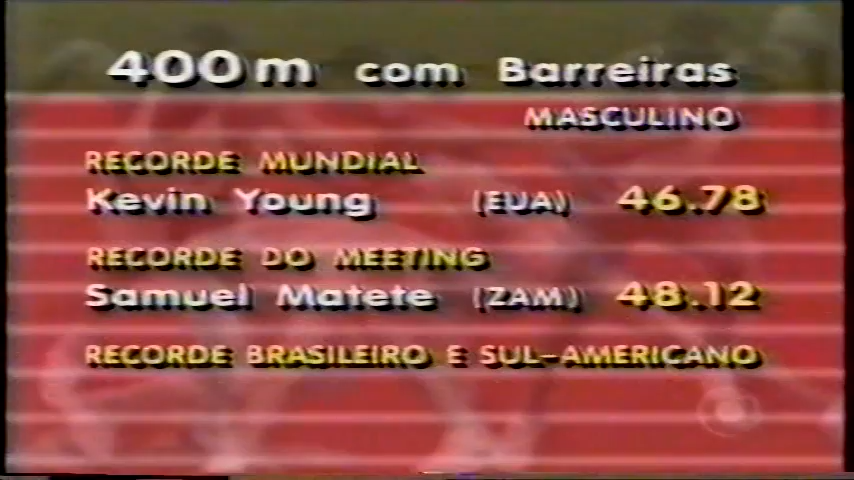 400m com Barreiras
MASCULINO
RECORDE MUNDIAL
Kevin Young (EUA) 46.78
RECORDE DO MEETING
Samuel Matete (ZAM.) 48.12
RECORDE BRASILEIRO E SUL-AMERICANO